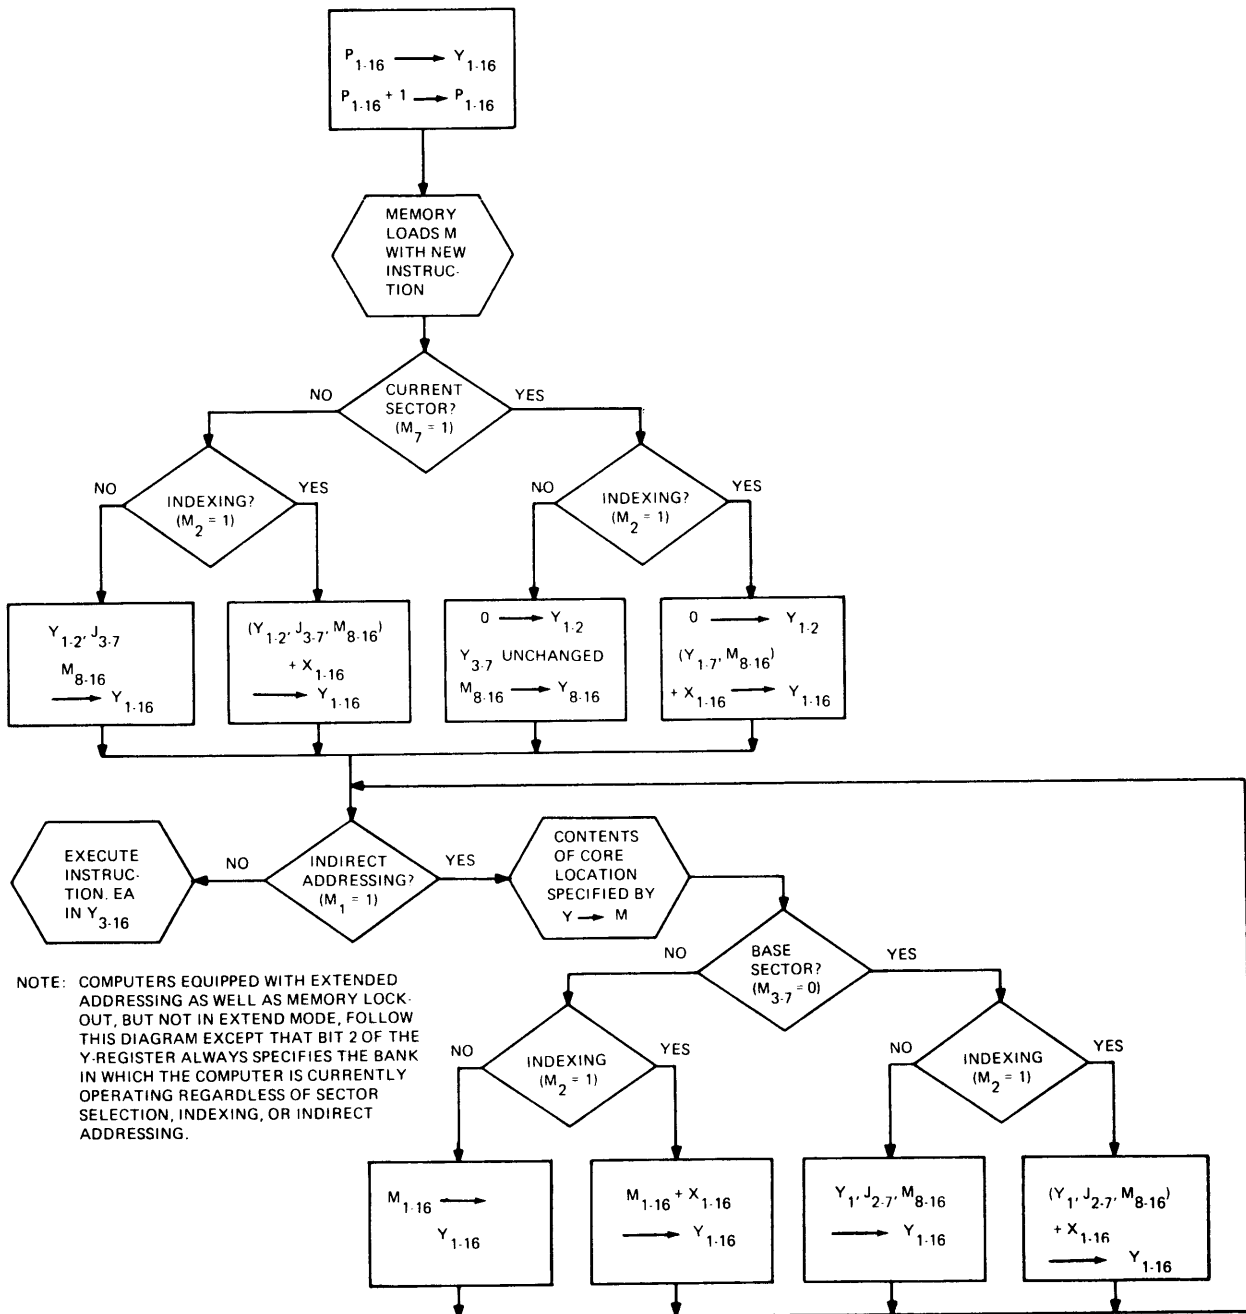 P1-16 ⟶ Y1-16
P1-16 + 1 ⟶ P1-16
MEMORY
LOADS M
WITH NEW
INSTRUC-
TION
NO
CURRENT
SECTOR?
(M7 = 1)
YES
NO
INDEXING?
(M2 = 1)
YES
NO
INDEXING?
(M2 = 1)
YES
Y1-2, J3-7
M8-16
⟶ Y1-16
(Y1-2, J3-7, M8-16)
+ X1-16
⟶ Y1-16
0 ⟶ Y1-2
Y3-7 UNCHANGED
M8-16 ⟶ Y8-16
0 ⟶ Y1-2
(Y1-7, M8-16)
+ X1-16 ⟶ Y1-16
EXECUTE
INSTRUC-
TION. EA
IN Y3-16
NO
INDIRECT
ADDRESSING?
(M1 = 1)
YES
CONTENTS
OF CORE
LOCATION
SPECIFIED BY
Y ⟶ M
NO
BASE
SECTOR?
(M3-7 = 0)
YES
NOTE: COMPUTERS EQUIPPED WITH EXTENDED
ADDRESSING AS WELL AS MEMORY LOCK-
OUT, BUT NOT IN EXTEND MODE, FOLLOW
THIS DIAGRAM EXCEPT THAT BIT 2 OF THE
Y-REGISTER ALWAYS SPECIFIES THE BANK
IN WHICH THE COMPUTER IS CURRENTLY
OPERATING REGARDLESS OF SECTOR
SELECTION, INDEXING, OR INDIRECT
ADDRESSING.
NO
INDEXING
(M2 = 1)
YES
NO
INDEXING
(M2 = 1)
YES
M1-16 ⟶
Y1-16
M1-16 + X1-16
⟶ Y1-16
Y1, J2-7, M8-16
⟶ Y1-16
(Y1, J2-7, M8-16)
+ X1-16
⟶ Y1-16